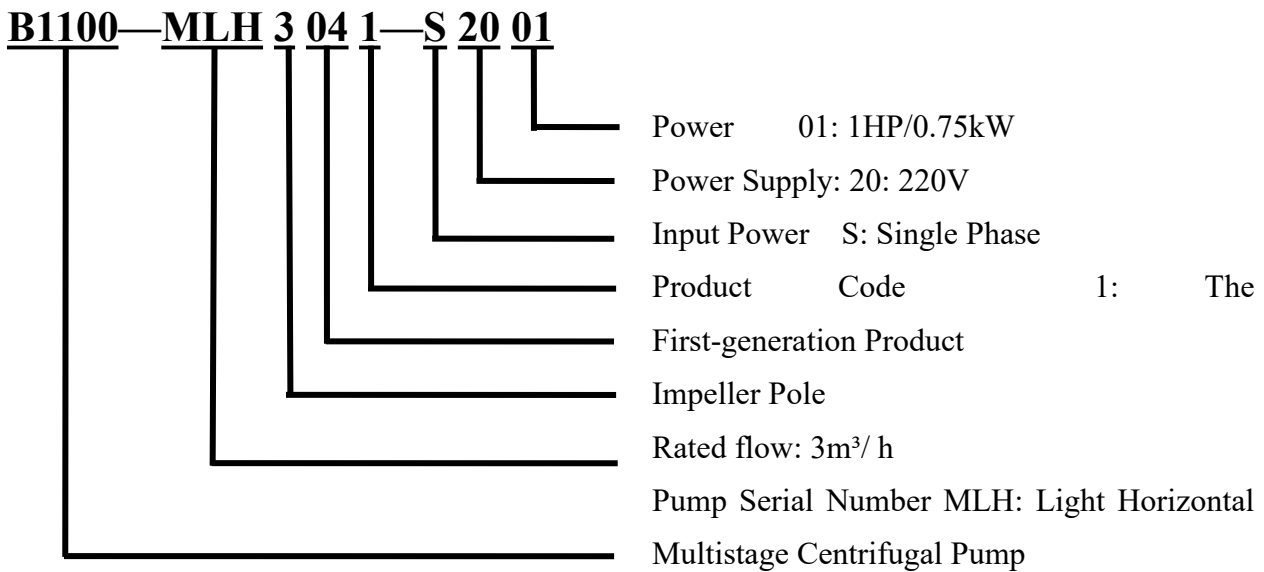 B1100—MLH 3 04 1—S 20 01
Power 01: 1HP/0.75kW
Power Supply: 20: 220V
Input Power S: Single Phase
Product Code 1: The
First-generation Product
Impeller Pole
Rated flow: 3m³/ h
Pump Serial Number MLH: Light Horizontal
Multistage Centrifugal Pump